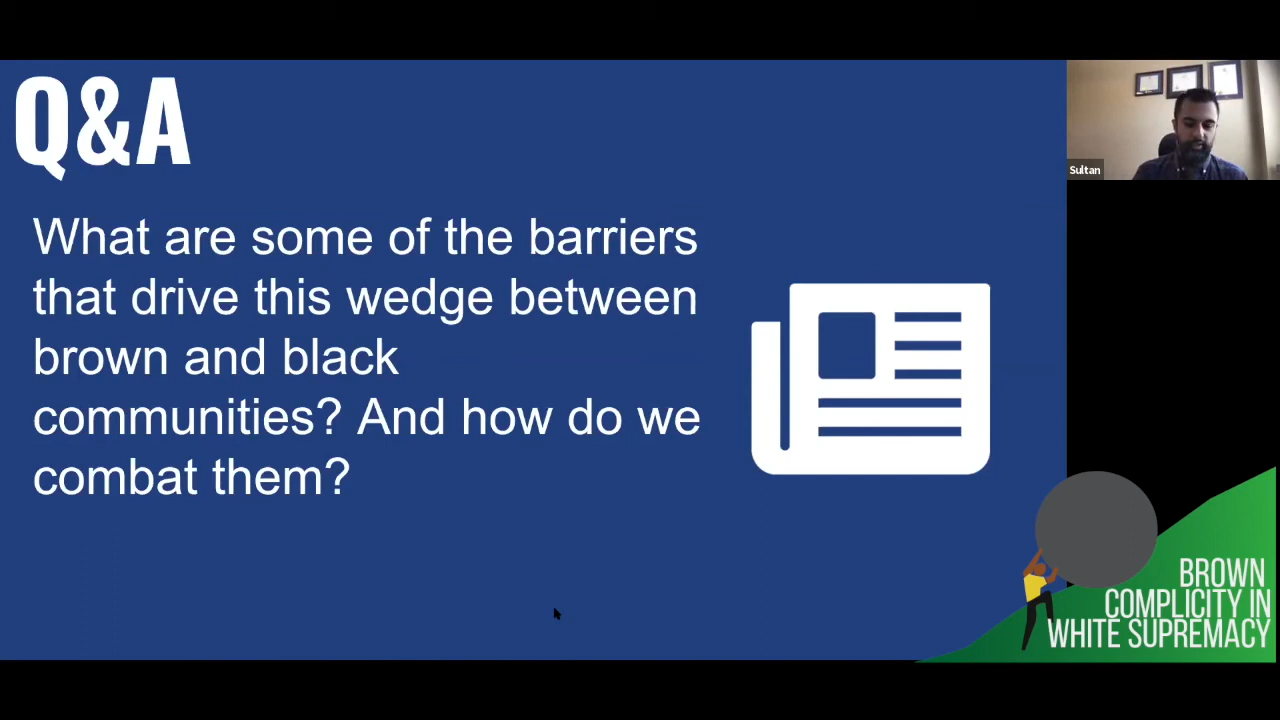 Q&A
What are some of the barriers
that drive this wedge between
brown and black
communities? And how do we
combat them?
Sultan
BROWN
COMPLICITY IN
WHITE SUPREMACY